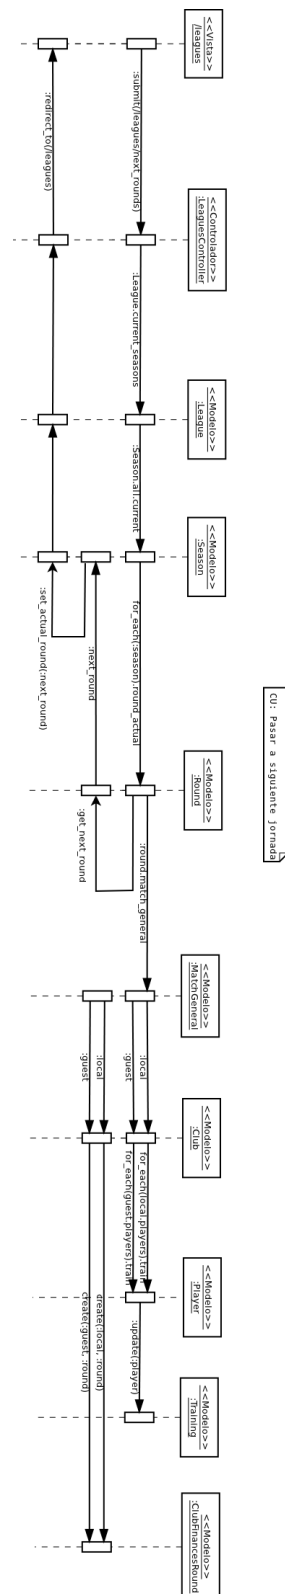 CU: Pasar a siguiente jornada
<<Vista>>
/leagues
<<Controlador>>
:LeaguesController
<<Modelo>>
:League
<<Modelo>>
:Season
<<Modelo>>
:Round
<<Modelo>>
:MatchGeneral
<<Modelo>>
:Club
<<Modelo>>
:Player
<<Modelo>>
:Training
<<Modelo>>
:ClubFinancesRound
:submit(/leagues/next_rounds)
:League.current_seasons
:Season.all.current
for_each(:season).round_actual
:round.match_general
:local
:guest
for_each(local.players).train
for_each(guest.players).train
:update(:player)
:get_next_round
:next_round
:set_actual_round(:next_round)
:local
:guest
create(:local, :round)
create(:guest, :round)
:redirect_to(/leagues)